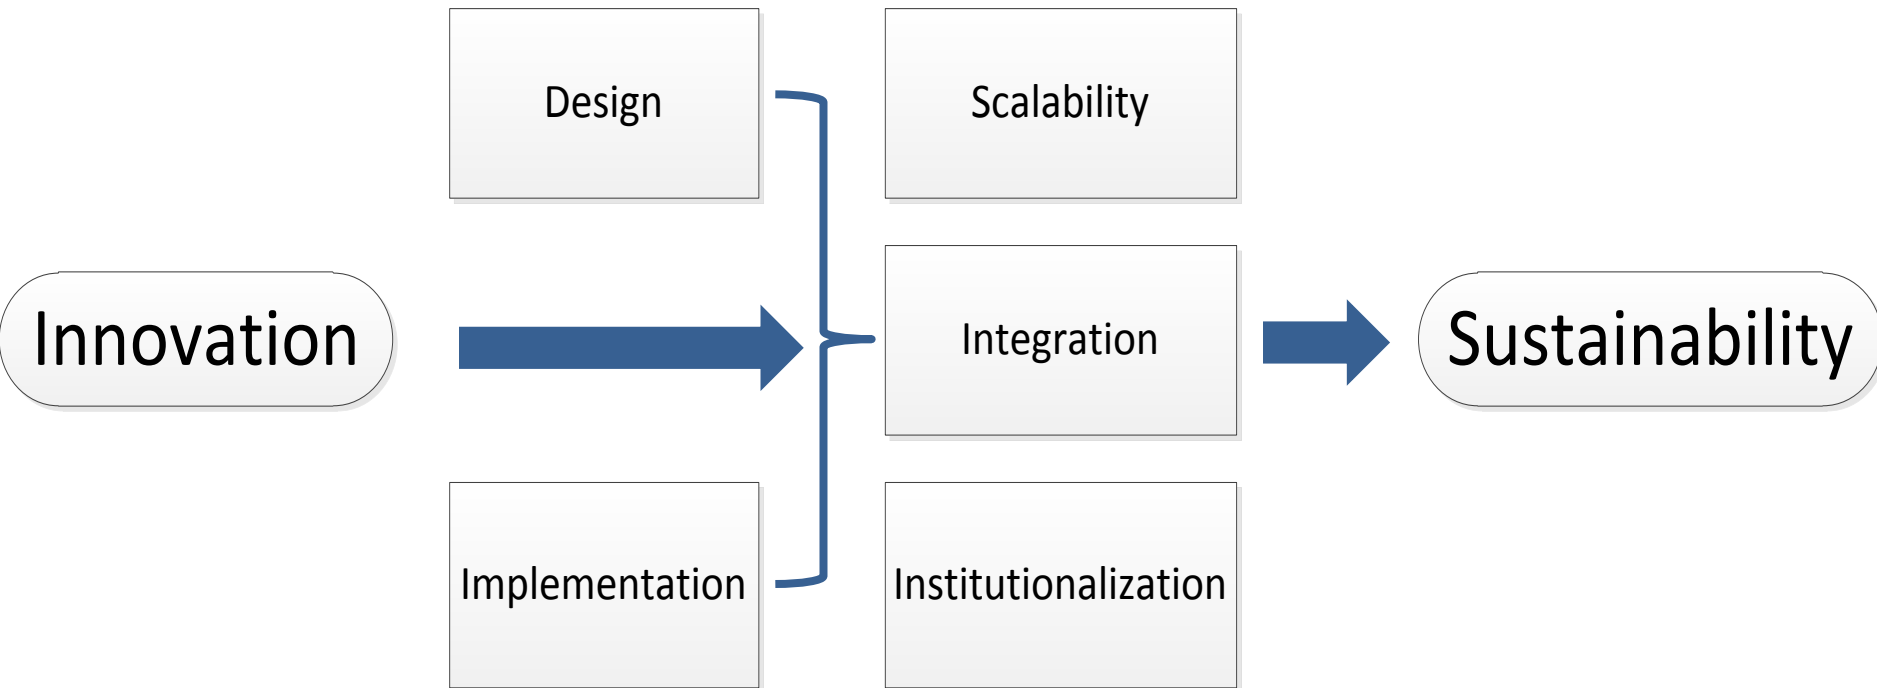 Design
Scalability
Innovation
Integration
Sustainability
Implementation
Institutionalization